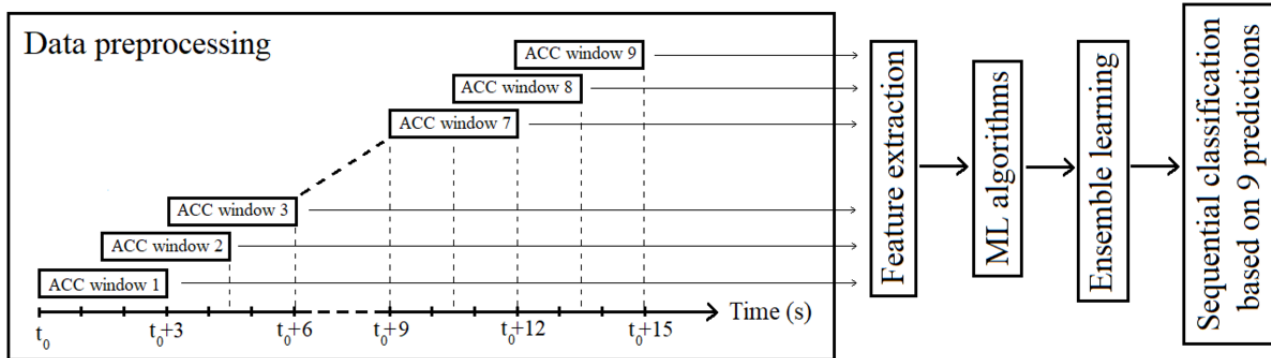 Data preprocessing
ACC window 9
ACC window 8
ACC window 7
ACC window 3
ACC window 2
ACC window 1
Time (s)
t0
t0+3
t0+6
t0+9
t0+12
t0+15
Feature extraction
ML algorithms
Ensemble learning
Sequential classification
based on 9 predictions